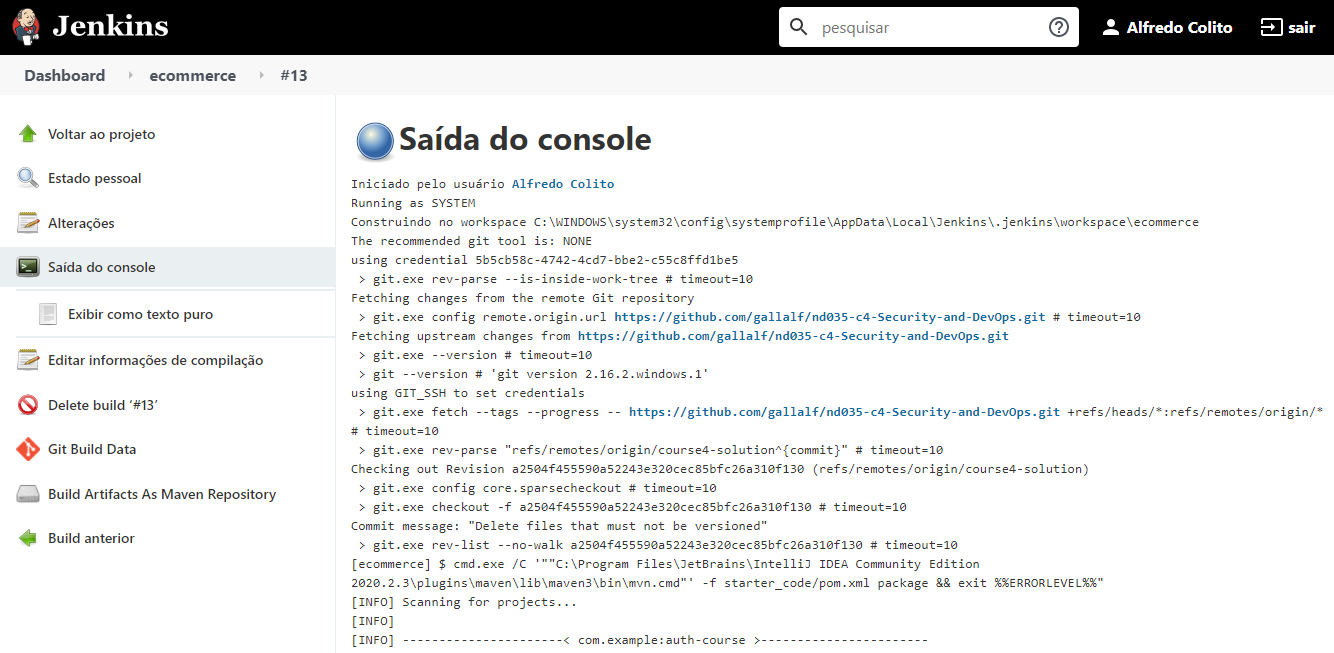 Jenkins
pesquisar
Alfredo Colito
sair
Dashboard
ecommerce
#13
Voltar ao projeto
Estado pessoal
Alterações
Saída do console
Exibir como texto puro
Editar informações de compilação
Delete build ‘#13’
Git Build Data
Build Artifacts As Maven Repository
Build anterior
Saída do console
Iniciado pelo usuário Alfredo Colito
Running as SYSTEM
Construindo no workspace C:\WINDOWS\system32\config\systemprofile\AppData\Local\Jenkins\.jenkins\workspace\ecommerce
The recommended git tool is: NONE
using credential 5b5cb58c-4742-4cd7-bbe2-c55c8ffd1be5
> git.exe rev-parse --is-inside-work-tree # timeout=10
Fetching changes from the remote Git repository
> git.exe config remote.origin.url https://github.com/gallalf/nd035-c4-Security-and-DevOps.git # timeout=10
Fetching upstream changes from https://github.com/gallalf/nd035-c4-Security-and-DevOps.git
> git.exe --version # timeout=10
> git --version # 'git version 2.16.2.windows.1'
using GIT_SSH to set credentials
> git.exe fetch --tags --progress -- https://github.com/gallalf/nd035-c4-Security-and-DevOps.git +refs/heads/*:refs/remotes/origin/*
# timeout=10
> git.exe rev-parse "refs/remotes/origin/course4-solution^{commit}" # timeout=10
Checking out Revision a2504f455590a52243e320cec85bfc26a310f130 (refs/remotes/origin/course4-solution)
> git.exe config core.sparsecheckout # timeout=10
> git.exe checkout -f a2504f455590a52243e320cec85bfc26a310f130 # timeout=10
Commit message: "Delete files that must not be versioned"
> git.exe rev-list --no-walk a2504f455590a52243e320cec85bfc26a310f130 # timeout=10
[ecommerce] $ cmd.exe /C '""C:\Program Files\JetBrains\IntelliJ IDEA Community Edition
2020.2.3\plugins\maven\lib\maven3\bin\mvn.cmd"' -f starter_code/pom.xml package && exit %%ERRORLEVEL%%"
[INFO] Scanning for projects...
[INFO]
[INFO] ----------------------< com.example:auth-course >-----------------------